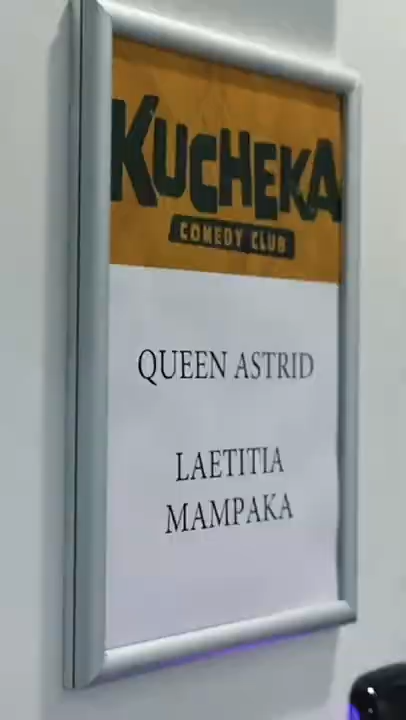 KUCHEKA
COMEDY CLUB
QUEEN ASTRID
LAETITIA
MAMPAKA